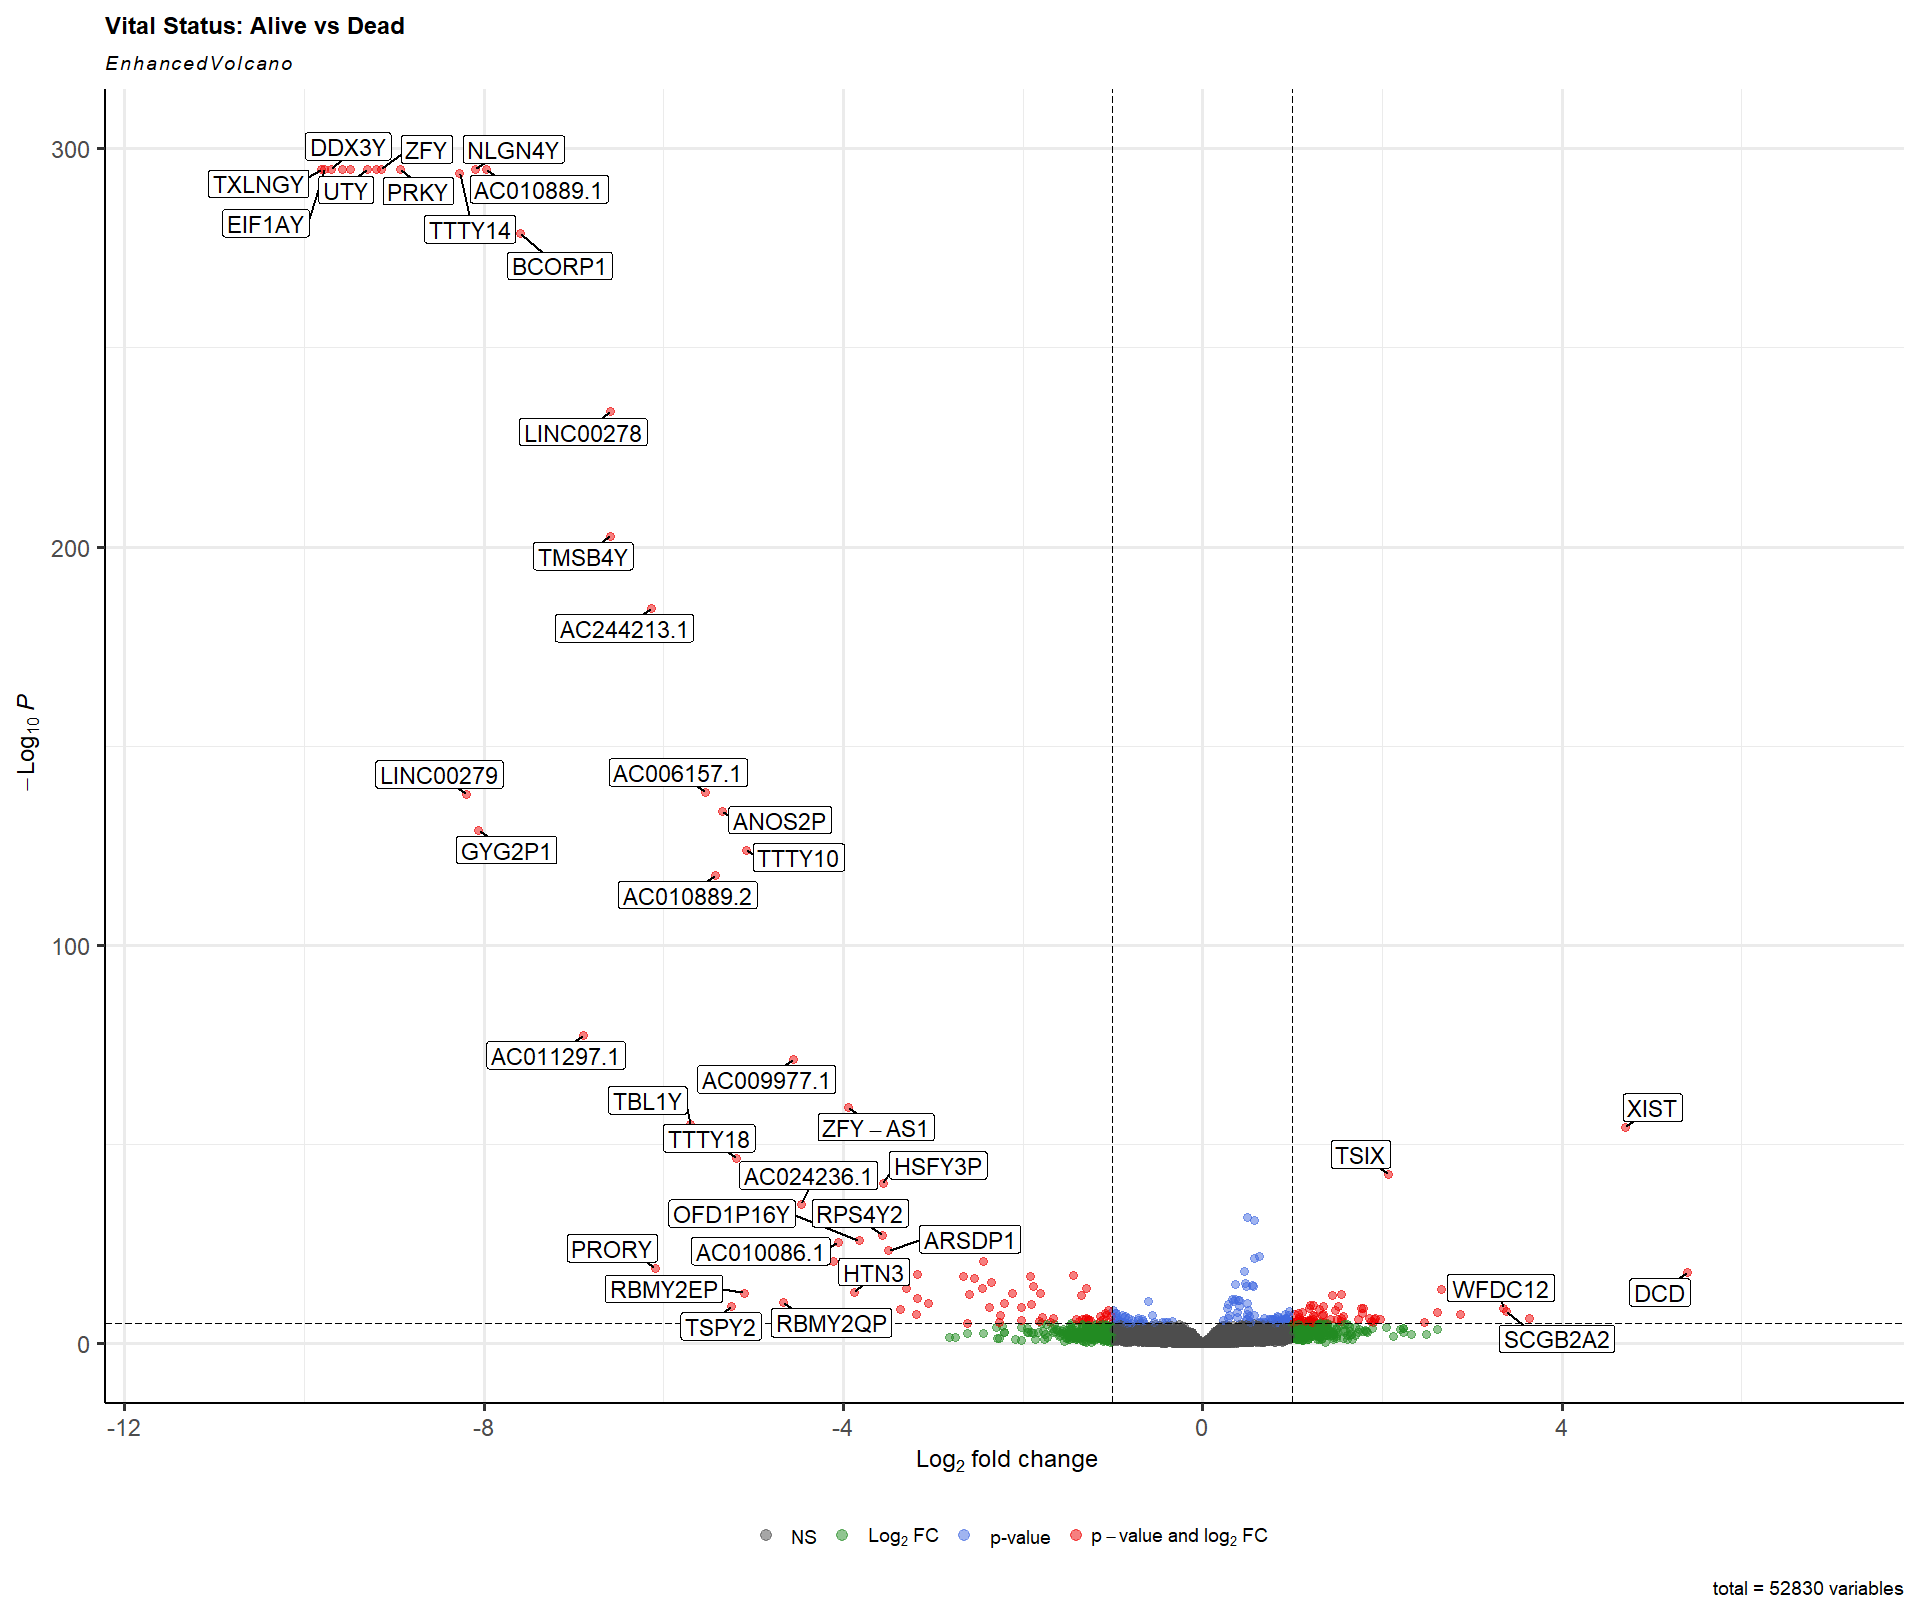 Vital Status: Alive vs Dead
EnhancedVolcano
300
200
100
0
−Log10 P
DDX3Y
ZFY
NLGN4Y
TXLNGY
UTY
PRKY
AC010889.1
EIF1AY
TTTY14
BCORP1
LINC00278
TMSB4Y
AC244213.1
LINC00279
AC006157.1
ANOS2P
GYG2P1
TTTY10
AC010889.2
AC011297.1
AC009977.1
TBL1Y
XIST
ZFY − AS1
TTTY18
TSIX
AC024236.1
HSFY3P
OFD1P16Y
RPS4Y2
PRORY
AC010086.1
ARSDP1
HTN3
RBMY2EP
WFDC12
DCD
TSPY2
RBMY2QP
SCGB2A2
-12
-8
-4
0
4
Log2 fold change
NS
Log2 FC
p-value
p − value and log2 FC
total = 52830 variables